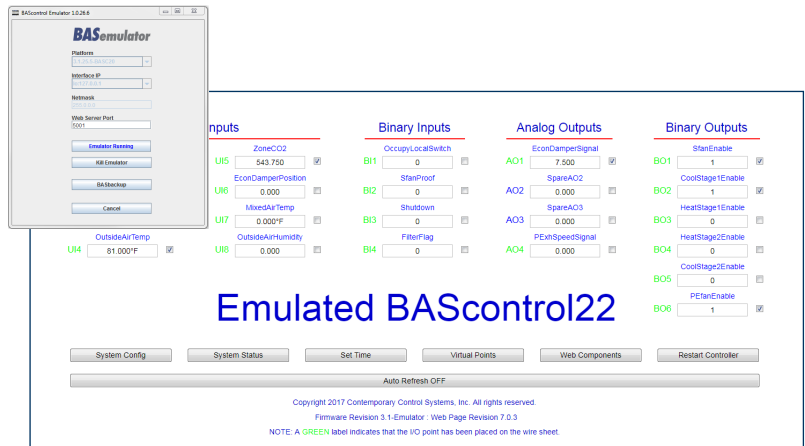 BAScontrol Emulator 1.0.26.6
BASemulator
Platform
Interface IP
Netmask
Web Server Port
5001
Emulator Running
Kill Emulator
BASbackup
Cancel
nputs
Binary Inputs
Analog Outputs
Binary Outputs
ZoneCO2
OccupyLocalSwitch
EconDamperSignal
SfanEnable
UI5 543.750
BI1 0
AO1 7.500
BO1 1
EconDamperPosition
SfanProof
SpareAO2
CoolStage1Enable
UI6 0.000
BI2 0
AO2 0.000
BO2 1
MixedAirTemp
Shutdown
SpareAO3
HeatStage1Enable
UI7 0.000°F
BI3 0
AO3 0.000
BO3 0
OutsideAirTemp
OutsideAirHumidity
FilterFlag
PExhSpeedSignal
HeatStage2Enable
UI4 81.000°F
UI8 0.000
BI4 0
AO4 0.000
BO4 0
CoolStage2Enable
BO5 0
PEfanEnable
BO6 1
Emulated BAScontrol22
System Config
System Status
Set Time
Virtual Points
Web Components
Restart Controller
Auto Refresh OFF
Copyright 2017 Contemporary Control Systems, Inc. All rights reserved.
Firmware Revision 3.1-Emulator : Web Page Revision 7.0.3
NOTE: A GREEN label indicates that the I/O point has been placed on the wire sheet.